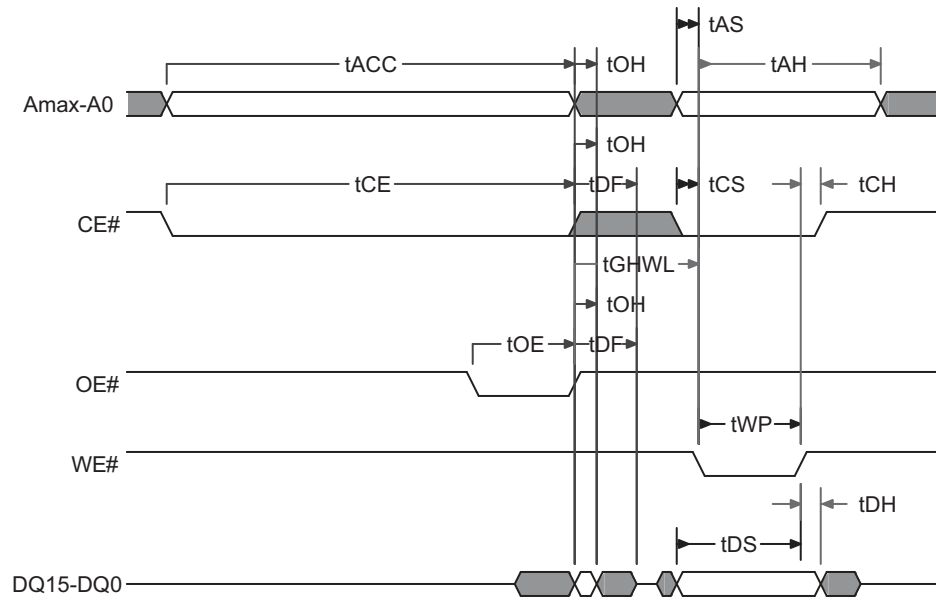 tAS
tACC
tOH
tAH
Amax-A0
tOH
tCE
tDF
tCS
tCH
CE#
tGHWL
tOH
tOE
tDF
OE#
tWP
WE#
tDH
tDS
DQ15-DQ0